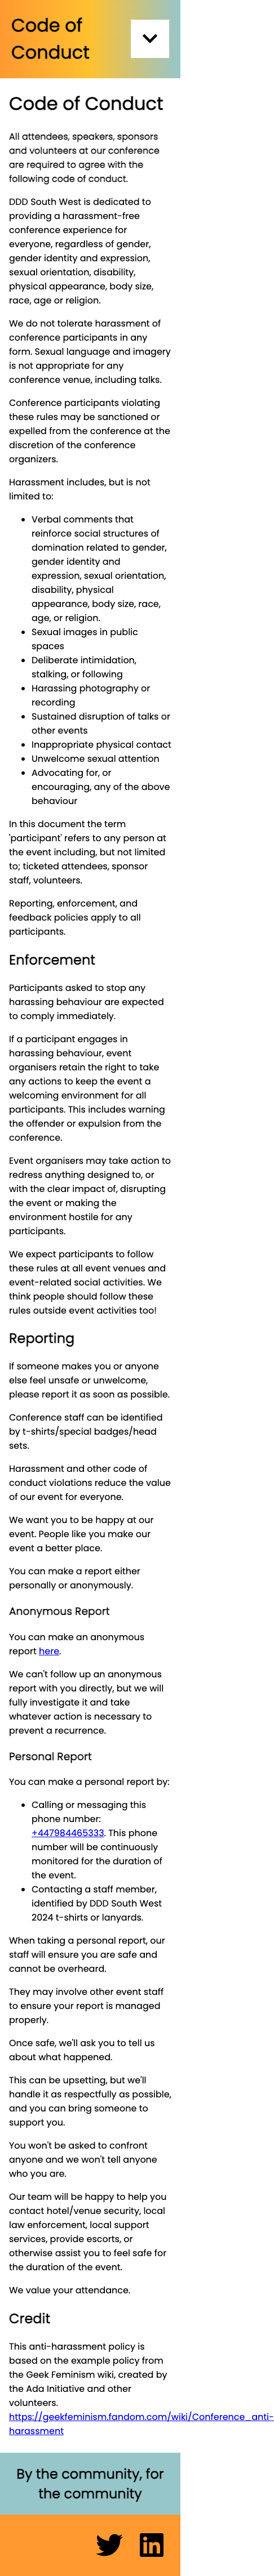 Code of
Conduct
Code of Conduct
All attendees, speakers, sponsors
and volunteers at our conference
are required to agree with the
following code of conduct.
DDD South West is dedicated to
providing a harassment-free
conference experience for
everyone, regardless of gender,
gender identity and expression,
sexual orientation, disability,
physical appearance, body size,
race, age or religion.
We do not tolerate harassment of
conference participants in any
form. Sexual language and imagery
is not appropriate for any
conference venue, including talks.
Conference participants violating
these rules may be sanctioned or
expelled from the conference at the
discretion of the conference
organizers.
Harassment includes, but is not
limited to:
• Verbal comments that
reinforce social structures of
domination related to gender,
gender identity and
expression, sexual orientation,
disability, physical
appearance, body size, race,
age, or religion.
• Sexual images in public
spaces
• Deliberate intimidation,
stalking, or following
• Harassing photography or
recording
• Sustained disruption of talks or
other events
• Inappropriate physical contact
• Unwelcome sexual attention
• Advocating for, or
encouraging, any of the above
behaviour
In this document the term
'participant' refers to any person at
the event including, but not limited
to; ticketed attendees, sponsor
staff, volunteers.
Reporting, enforcement, and
feedback policies apply to all
participants.
Enforcement
Participants asked to stop any
harassing behaviour are expected
to comply immediately.
If a participant engages in
harassing behaviour, event
organisers retain the right to take
any actions to keep the event a
welcoming environment for all
participants. This includes warning
the offender or expulsion from the
conference.
Event organisers may take action to
redress anything designed to, or
with the clear impact of, disrupting
the event or making the
environment hostile for any
participants.
We expect participants to follow
these rules at all event venues and
event-related social activities. We
think people should follow these
rules outside event activities too!
Reporting
If someone makes you or anyone
else feel unsafe or unwelcome,
please report it as soon as possible.
Conference staff can be identified
by t-shirts/special badges/head
sets.
Harassment and other code of
conduct violations reduce the value
of our event for everyone.
We want you to be happy at our
event. People like you make our
event a better place.
You can make a report either
personally or anonymously.
Anonymous Report
You can make an anonymous
report here.
We can't follow up an anonymous
report with you directly, but we will
fully investigate it and take
whatever action is necessary to
prevent a recurrence.
Personal Report
You can make a personal report by:
• Calling or messaging this
phone number:
+447984465333. This phone
number will be continuously
monitored for the duration of
the event.
• Contacting a staff member,
identified by DDD South West
2024 t-shirts or lanyards.
When taking a personal report, our
staff will ensure you are safe and
cannot be overheard.
They may involve other event staff
to ensure your report is managed
properly.
Once safe, we'll ask you to tell us
about what happened.
This can be upsetting, but we'll
handle it as respectfully as possible,
and you can bring someone to
support you.
You won't be asked to confront
anyone and we won't tell anyone
who you are.
Our team will be happy to help you
contact hotel/venue security, local
law enforcement, local support
services, provide escorts, or
otherwise assist you to feel safe for
the duration of the event.
We value your attendance.
Credit
This anti-harassment policy is
based on the example policy from
the Geek Feminism wiki, created by
the Ada Initiative and other
volunteers.
https://geekfeminism.fandom.com/wiki/Conference_anti-
harassment
By the community, for
the community